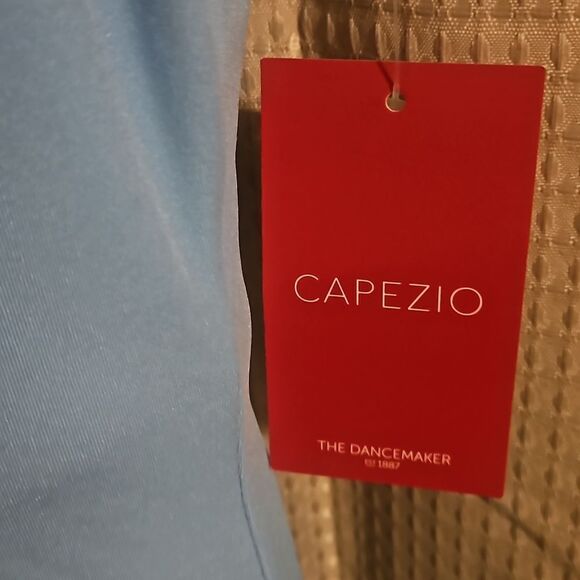 CAPEZIO
THE DANCEMAKER
EST 1887